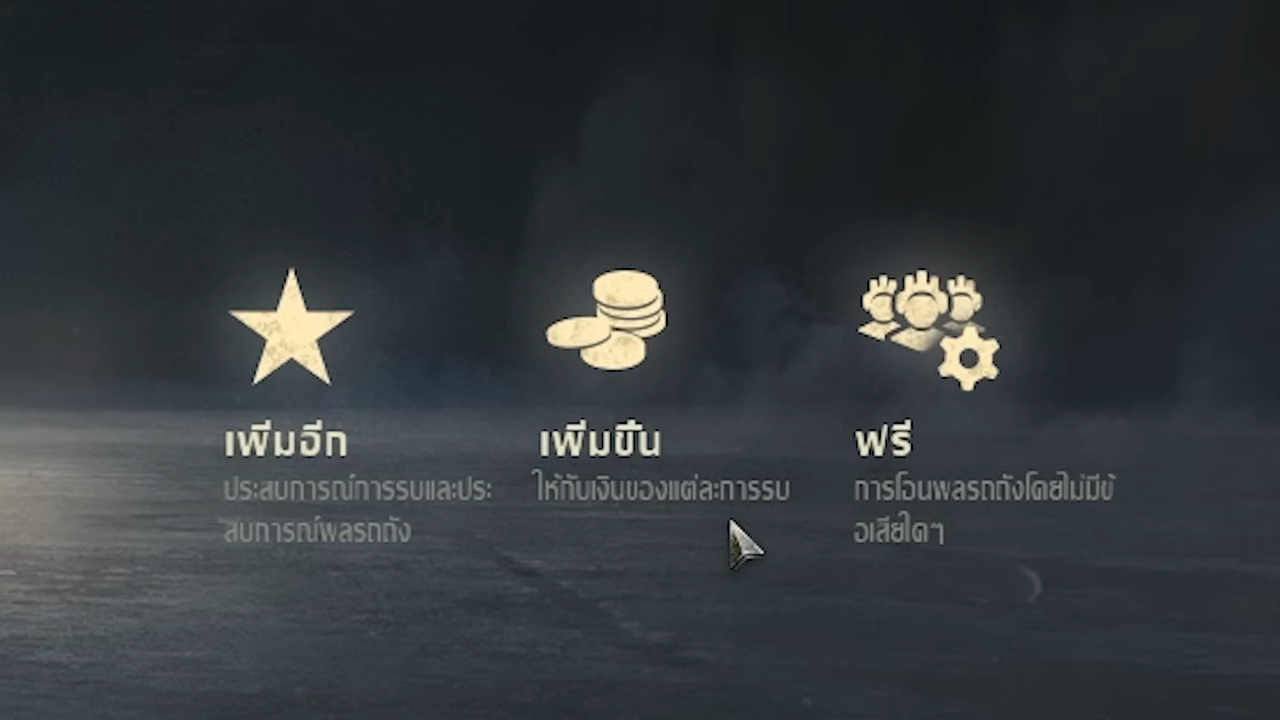 เพิ่มอีก
ประสบการณ์การรบและประ
สบการณ์พลรถถัง
เพิ่มขึ้น
ให้กับเงินของแต่ละการรบ
ฟรี
การโอนพลรถถังโดยไม่มีข้
อเสียใดๆ